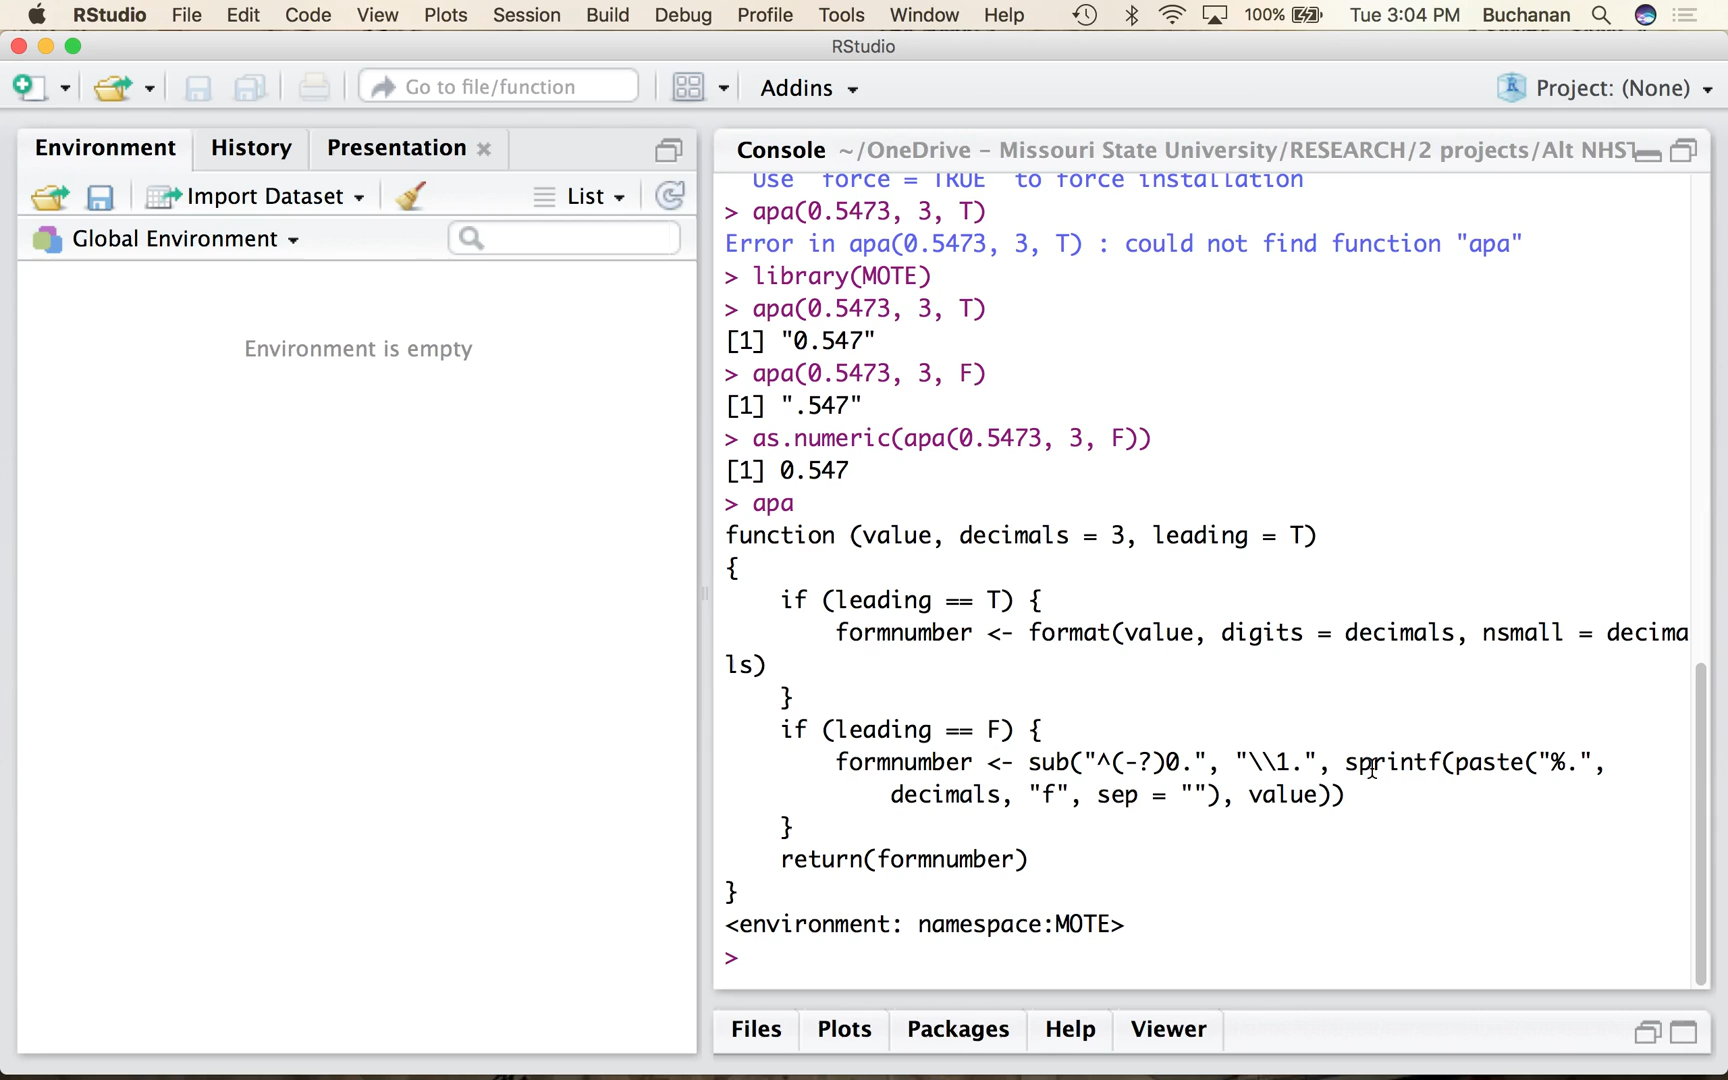 RStudio File Edit Code View Plots Session Build Debug Profile Tools Window Help 100% Tue 3:04 PM Buchanan
RStudio
Go to file/function Addins Project: (None)
Environment History Presentation
Import Dataset List
Global Environment
Environment is empty
Console ~/OneDrive - Missouri State University/RESEARCH/2 projects/Alt NHST
Use force = TRUE to force installation
> apa(0.5473, 3, T)
Error in apa(0.5473, 3, T) : could not find function "apa"
> library(MOTE)
> apa(0.5473, 3, T)
[1] "0.547"
> apa(0.5473, 3, F)
[1] ".547"
> as.numeric(apa(0.5473, 3, F))
[1] 0.547
> apa
function (value, decimals = 3, leading = T)
{
    if (leading == T) {
        formnumber <- format(value, digits = decimals, nsmall = decima
ls)
    }
    if (leading == F) {
        formnumber <- sub("^(-?)0.", "\\1.", sprintf(paste("%.",
            decimals, "f", sep = ""), value))
    }
    return(formnumber)
}
<environment: namespace:MOTE>
>
Files Plots Packages Help Viewer